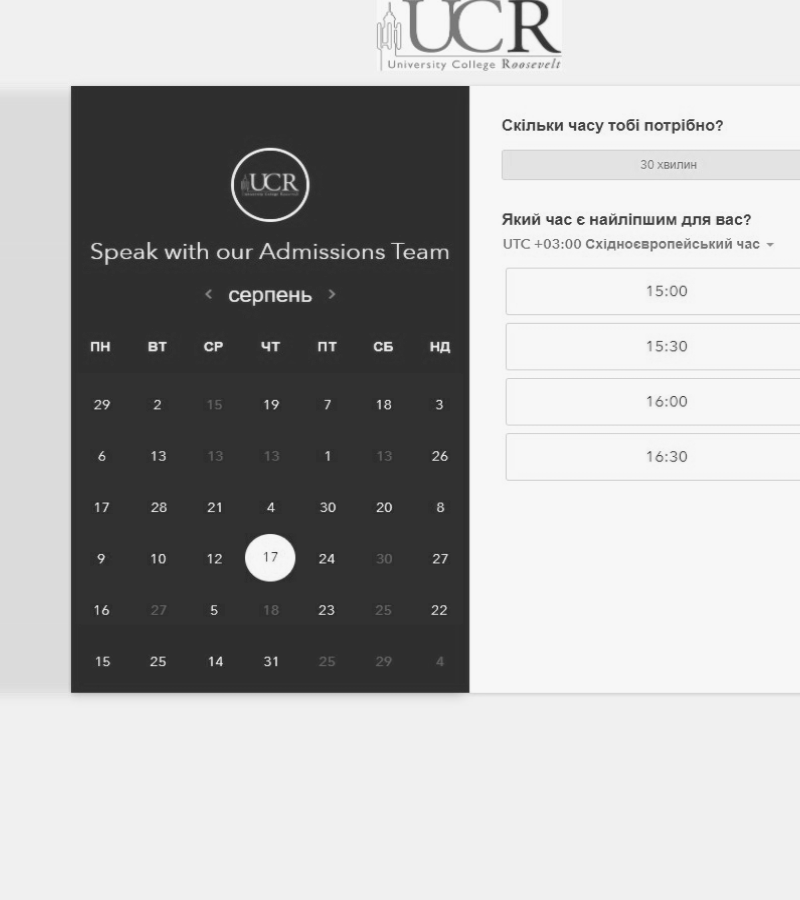 UCR
University College Roosevelt
Скільки часу тобі потрібно?
30 хвилин
UCR
University College Roosevelt
Speak with our Admissions Team
Який час є найліпшим для вас?
UTC +03:00 Східноєвропейський час
серпень
15:00
15:30
16:00
16:30
ПН ВТ СР ЧТ ПТ СБ НД
29 2 15 19 7 18 3
6 13 13 13 1 13 26
17 28 21 4 30 20 8
9 10 12 17 24 30 27
16 27 5 18 23 25 22
15 25 14 31 25 29 4